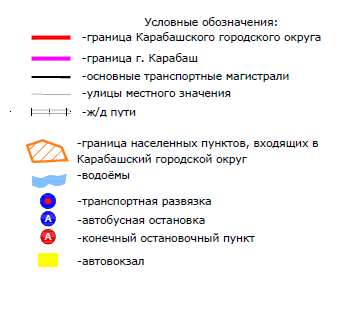 Условные обозначения:
-граница Карабашского городского округа
-граница г. Карабаш
-основные транспортные магистрали
-улицы местного значения
-ж/д пути
-граница населенных пунктов, входящих в
Карабашский городской округ
-водоёмы
-транспортная развязка
А -автобусная остановка
А -конечный остановочный пункт
-автовокзал